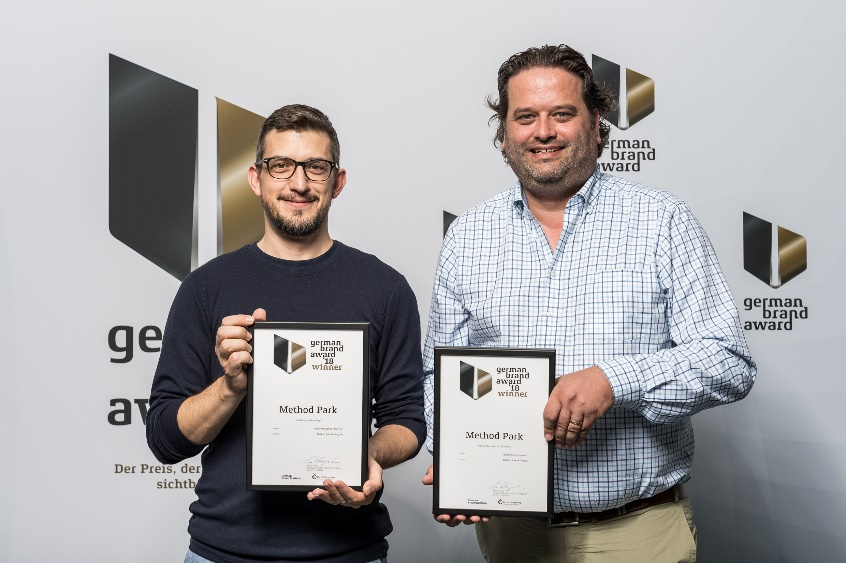 ge
aw
Der Preis, der
sichtb
german
brand
award
german
brand
award
german
brand
award
'18
winner
Method Park
german
brand
award
'18
winner
Method Park